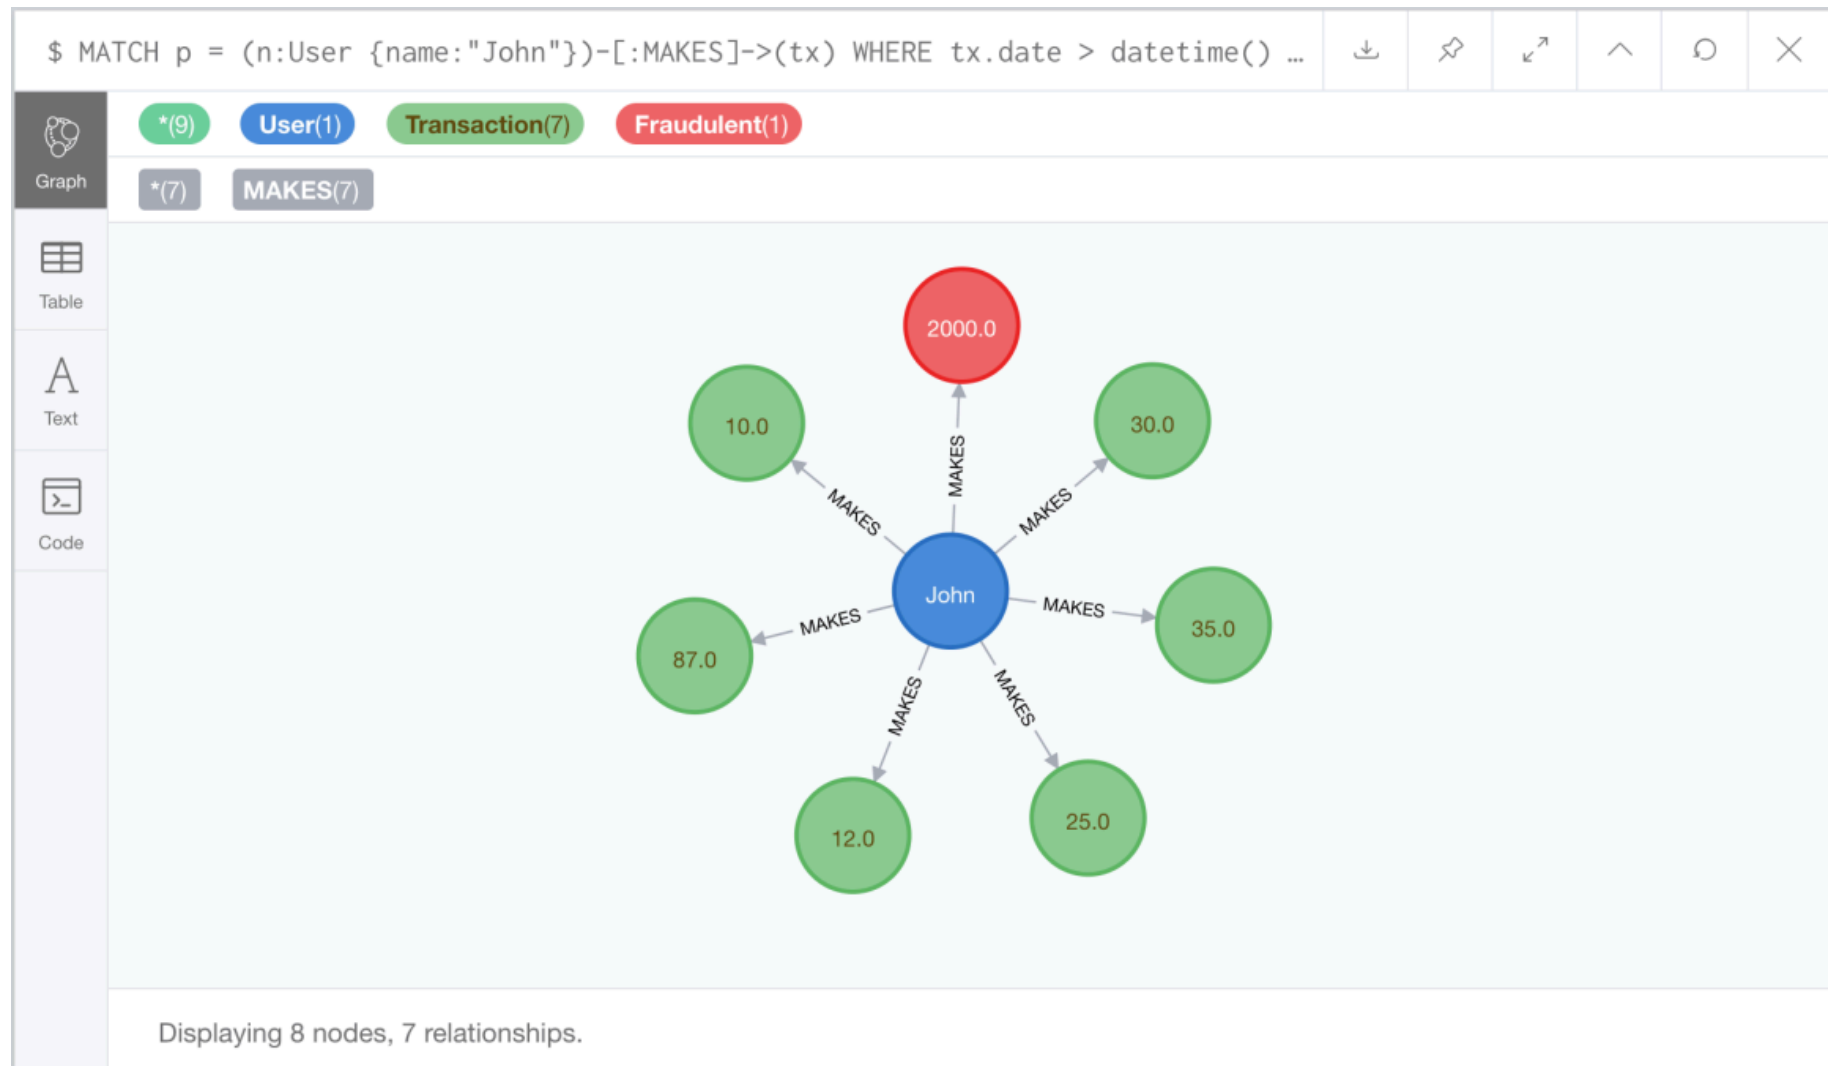 $ MATCH p = (n:User {name:"John"})-[:MAKES]->(tx) WHERE tx.date > datetime() …
Graph
Table
Text
Code
*(9) User(1) Transaction(7) Fraudulent(1)
*(7) MAKES(7)
2000.0
10.0
30.0
MAKES
MAKES
MAKES
John
87.0
MAKES
MAKES
35.0
MAKES
MAKES
12.0
25.0
Displaying 8 nodes, 7 relationships.